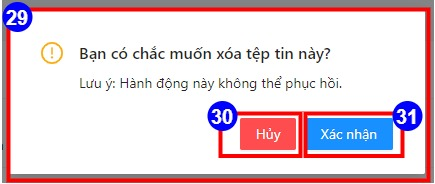 29
Bạn có chắc muốn xóa tệp tin này?
Lưu ý: Hành động này không thể phục hồi.
30
31
Hủy
Xác nhận